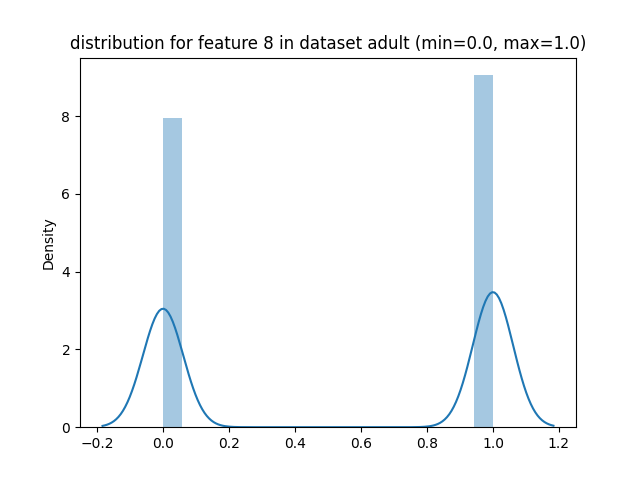 distribution for feature 8 in dataset adult (min=0.0, max=1.0)
8
6
4
2
0
Density
−0.2 0.0 0.2 0.4 0.6 0.8 1.0 1.2